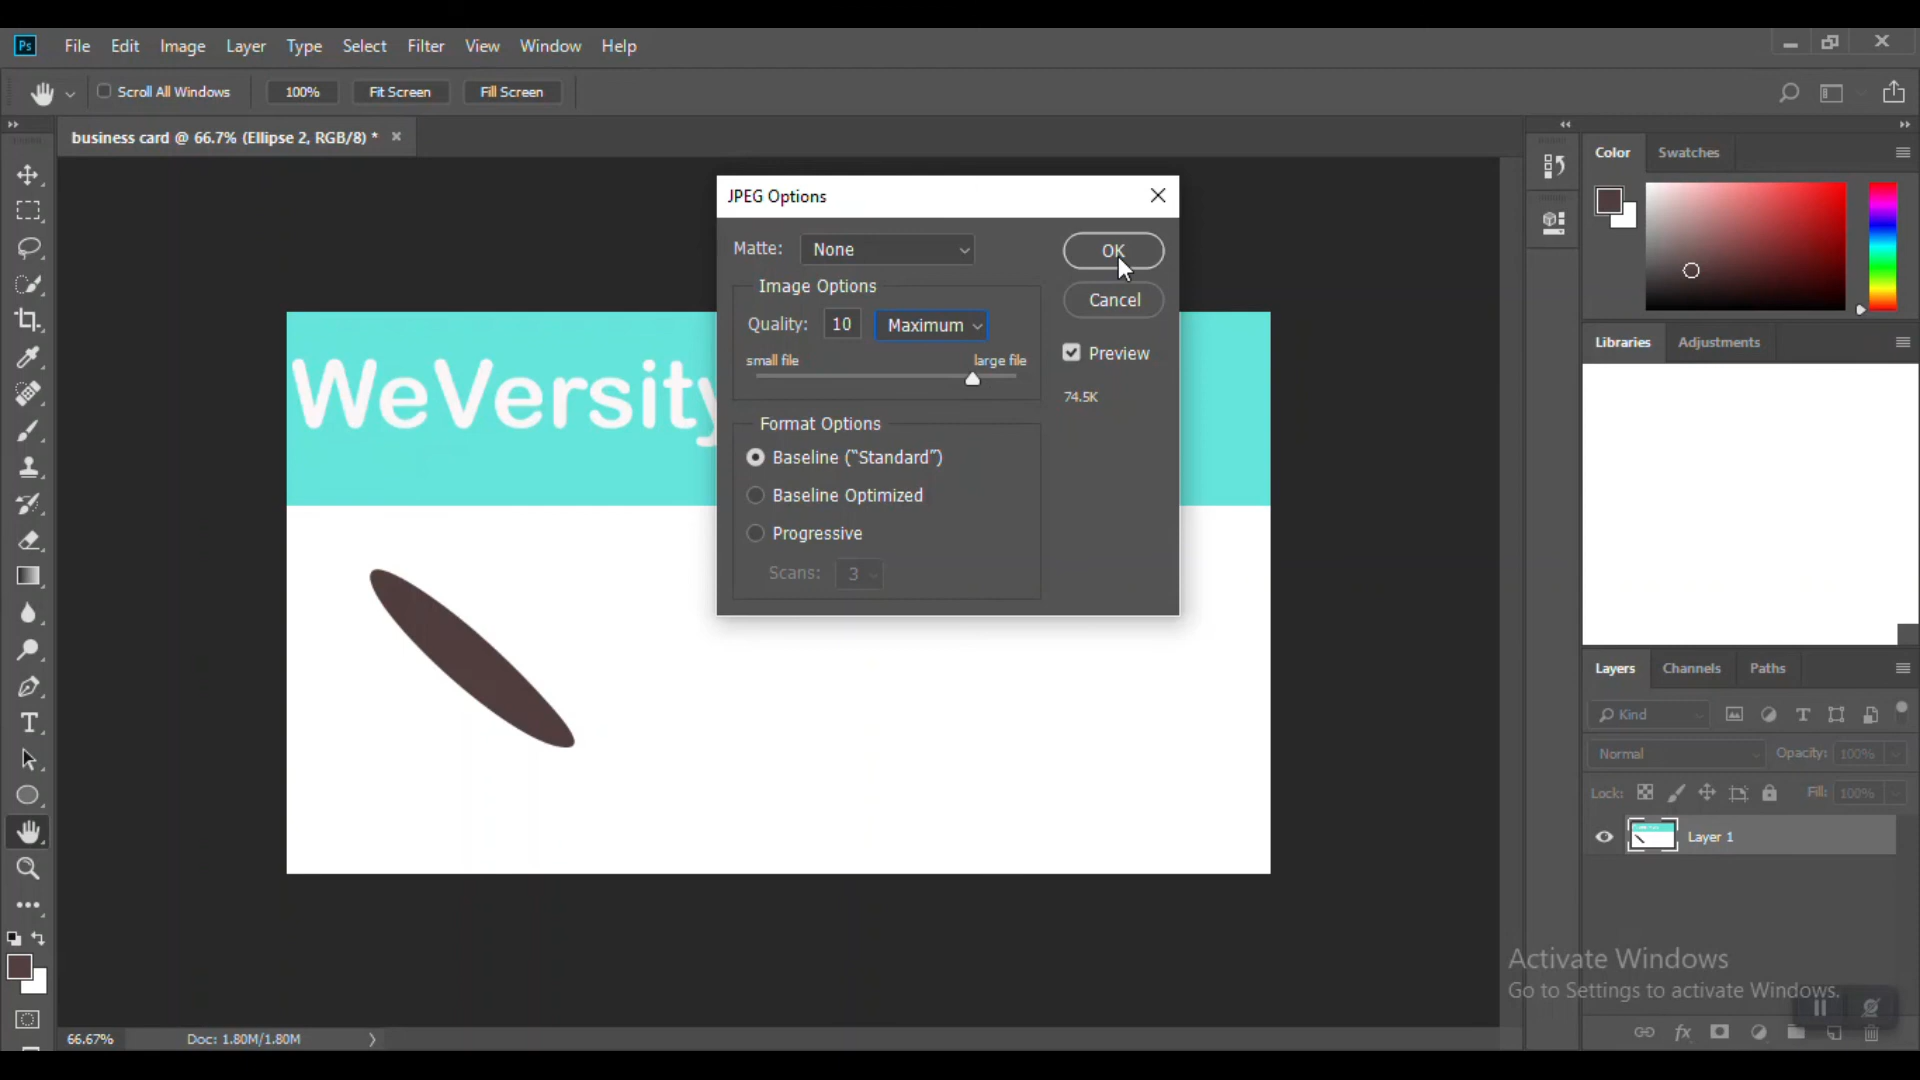 Ps File Edit Image Layer Type Select Filter View Window Help
Scroll All Windows 100% Fit Screen Fill Screen
business card @ 66.7% (Ellipse 2, RGB/8) *
Color Swatches
JPEG Options
Matte: None
OK
Image Options
Cancel
Quality: 10 Maximum
small file large file
Preview
74.5K
Format Options
Baseline (“Standard”)
Baseline Optimized
Progressive
Scans: 3
WeVersity
Libraries Adjustments
Layers Channels Paths
Kind
Normal Opacity: 100%
Lock: Fill: 100%
Layer 1
Activate Windows
Go to Settings to activate Windows.
66.67% Doc: 1.80M/1.80M